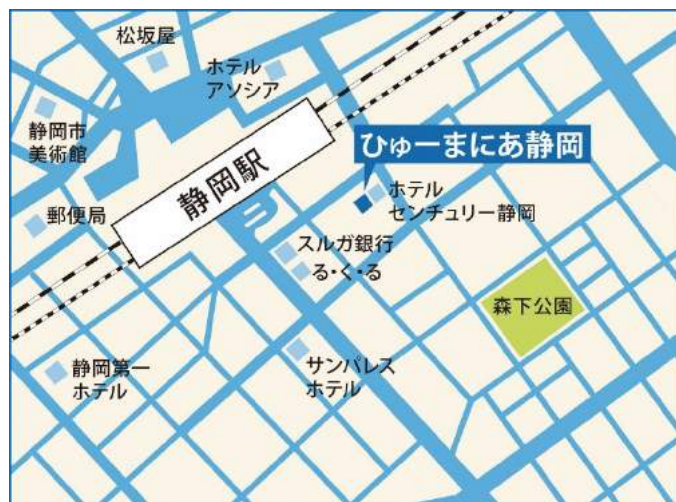 松坂屋
ホテル
アソシア
静岡市
美術館
静岡駅
ひゅーまにあ静岡
ホテル
センチュリー静岡
郵便局
スルガ銀行
る・く・る
森下公園
静岡第一
ホテル
サンパレス
ホテル